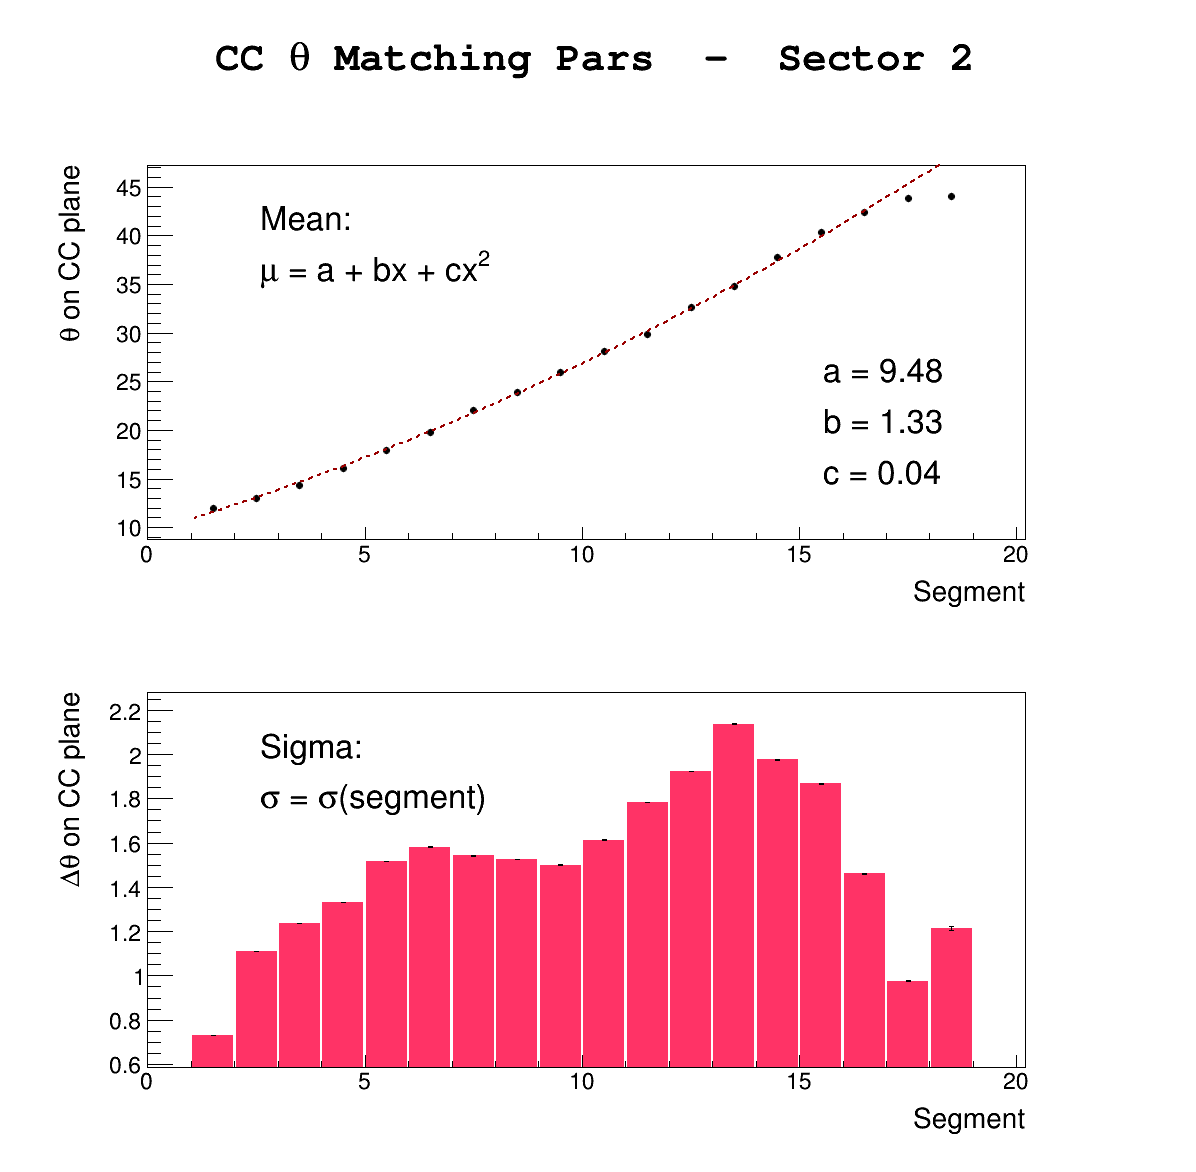 CC θ Matching Pars – Sector 2
θ on CC plane
45
40
35
30
25
20
15
10
Mean:
μ = a + bx + cx²
a = 9.48
b = 1.33
c = 0.04
0 5 10 15 20
Segment
Δθ on CC plane
2.2
2
1.8
1.6
1.4
1.2
1
0.8
0.6
Sigma:
σ = σ(segment)
0 5 10 15 20
Segment